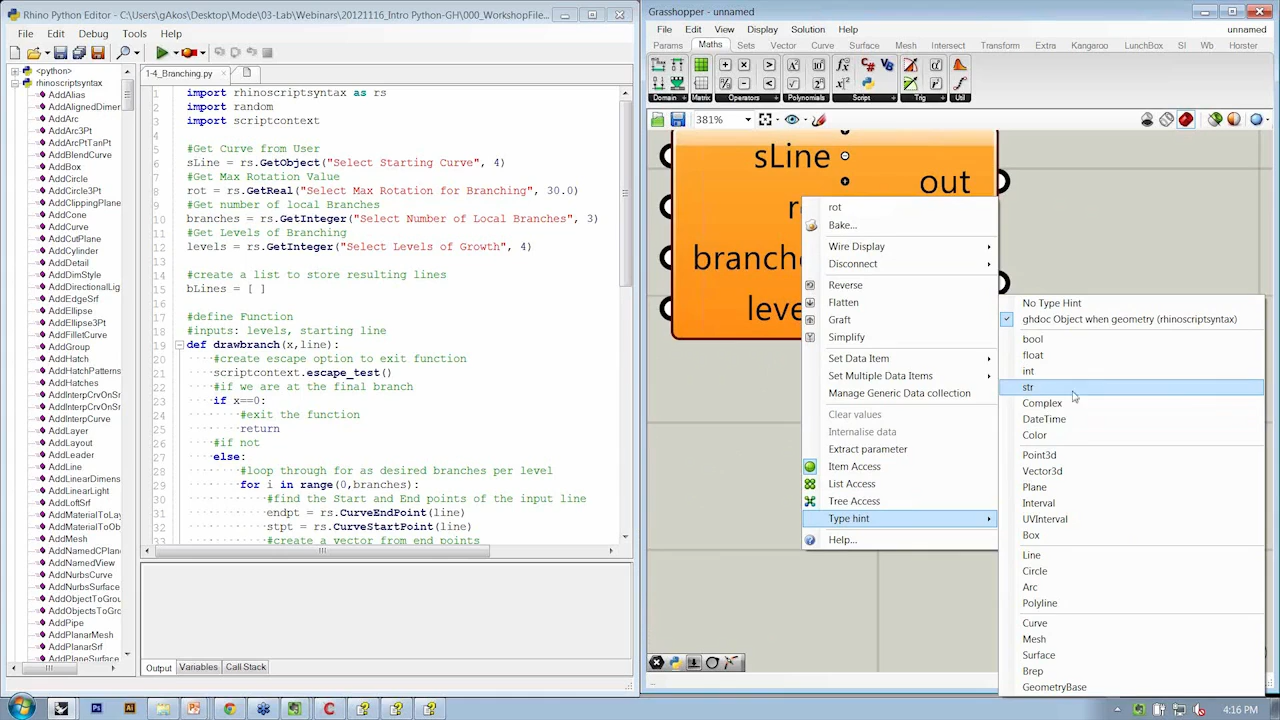 Rhino Python Editor - C:\Users\gAkos\Desktop\Mode\03-Lab\Webinars\20121116_Intro Python-GH\000_WorkshopFile...
File Edit Debug Tools Help
<python>
rhinoscriptsyntax
AddAlias
AddAlignedDimer
AddArc
AddArc3Pt
AddArcPtTanPt
AddBlendCurve
AddBox
AddCircle
AddCircle3Pt
AddClippingPlane
AddCone
AddCurve
AddCutPlane
AddCylinder
AddDetail
AddDimStyle
AddDirectionalLig
AddEdgeSrf
AddEllipse
AddEllipse3Pt
AddFilletCurve
AddGroup
AddHatch
AddHatchPatterns
AddHatches
AddInterpCrvOnSr
AddInterpCrvOnSr
AddInterpCurve
AddLayer
AddLayout
AddLeader
AddLine
AddLinearDimens
AddLinearLight
AddLoftSrf
AddMaterialToLay
AddMaterialToOb
AddMesh
AddNamedCPlan
AddNamedView
AddNurbsCurve
AddNurbsSurface
AddObjectToGrou
AddObjectsToGro
AddPipe
AddPlanarMesh
AddPlanarSrf
AddPlaneSurface
1-4_Branching.py
1 import rhinoscriptsyntax as rs
2 import random
3 import scriptcontext
4
5 #Get Curve from User
6 sLine = rs.GetObject("Select Starting Curve", 4)
7 #Get Max Rotation Value
8 rot = rs.GetReal("Select Max Rotation for Branching", 30.0)
9 #Get number of local Branches
10 branches = rs.GetInteger("Select Number of Local Branches", 3)
11 #Get Levels of Branching
12 levels = rs.GetInteger("Select Levels of Growth", 4)
13
14 #create a list to store resulting lines
15 bLines = [ ]
16
17 #define Function
18 #inputs: levels, starting line
19 def drawbranch(x,line):
20 #create escape option to exit function
21 scriptcontext.escape_test()
22 #if we are at the final branch
23 if x==0:
24 #exit the function
25 return
26 #if not
27 else:
28 #loop through for as desired branches per level
29 for i in range(0,branches):
30 #find the Start and End points of the input line
31 endpt = rs.CurveEndPoint(line)
32 stpt = rs.CurveStartPoint(line)
33 #create a vector from end points
Output Variables Call Stack
Grasshopper - unnamed
File Edit View Display Solution Help unnamed
Params Maths Sets Vector Curve Surface Mesh Intersect Transform Extra Kangaroo LunchBox SI No Horster
Domain Matrix Operators Polynomials Script Trig Util
381%
sLine
out
branche
leve
rot
Bake...
Wire Display
Disconnect
Reverse
Flatten
Graft
Simplify
Set Data Item
Set Multiple Data Items
Manage Generic Data collection
Clear values
Internalise data
Extract parameter
Item Access
List Access
Tree Access
Type hint
Help...
No Type Hint
ghdoc Object when geometry (rhinoscriptsyntax)
bool
float
int
str
Complex
DateTime
Color
Point3d
Vector3d
Plane
Interval
UVInterval
Box
Line
Circle
Arc
Polyline
Curve
Mesh
Surface
Brep
GeometryBase
4:16 PM